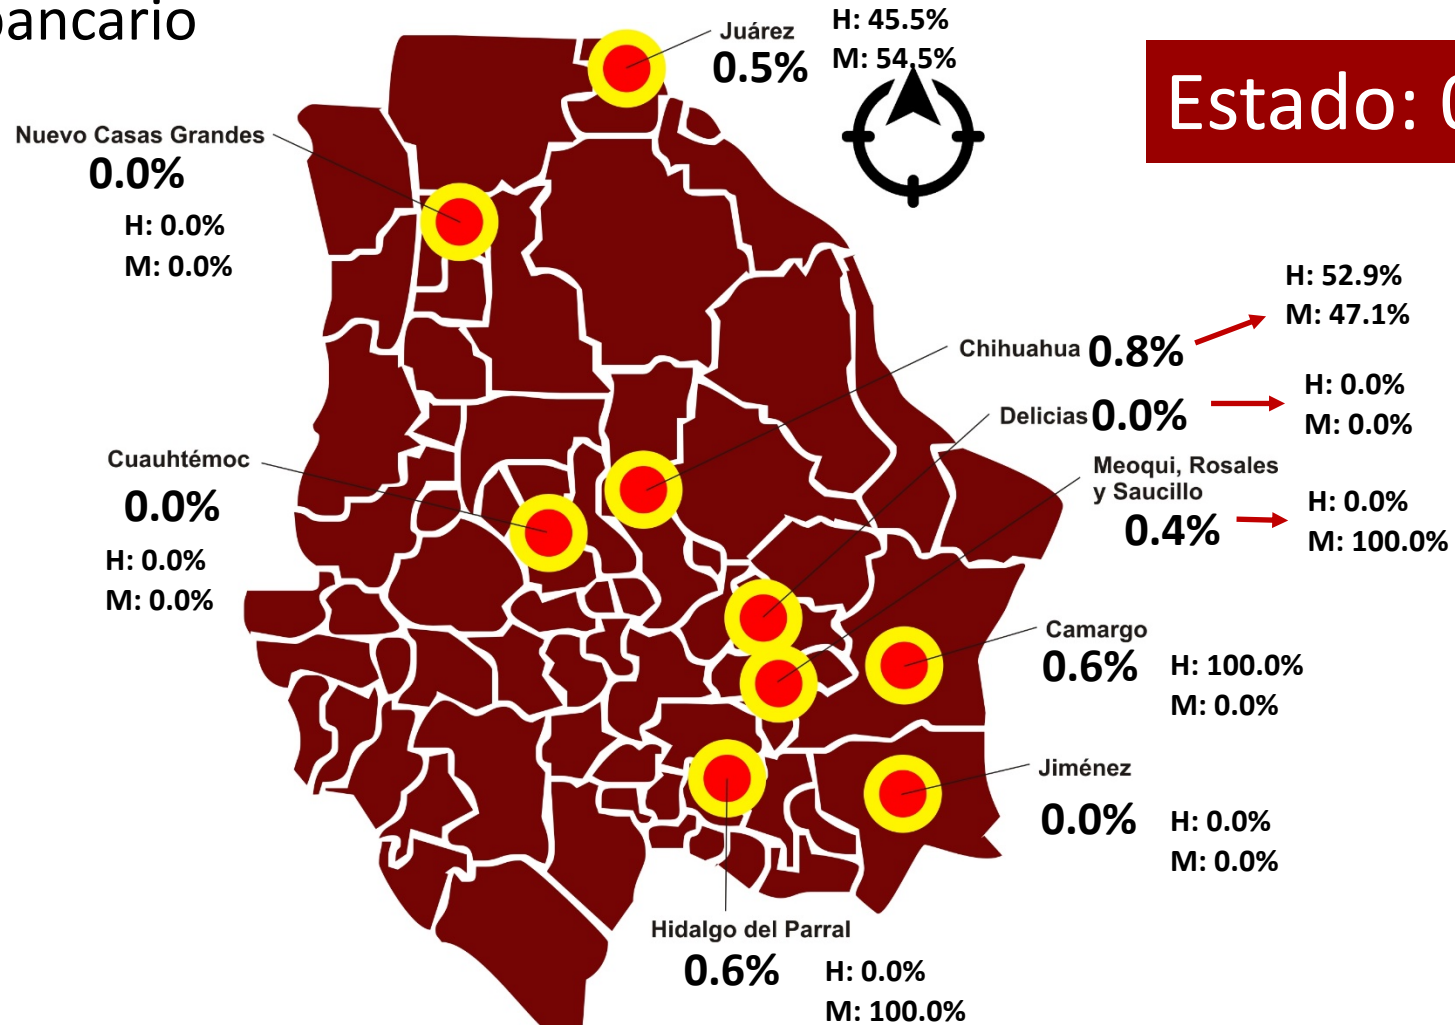 bancario
Juárez
0.5%
H: 45.5%
M: 54.5%
Estado: 0
Nuevo Casas Grandes
0.0%
H: 0.0%
M: 0.0%
Chihuahua 0.8%
H: 52.9%
M: 47.1%
Delicias 0.0%
H: 0.0%
M: 0.0%
Cuauhtémoc
0.0%
H: 0.0%
M: 0.0%
Meoqui, Rosales
y Saucillo
0.4%
H: 0.0%
M: 100.0%
Camargo
0.6%
H: 100.0%
M: 0.0%
Jiménez
0.0%
H: 0.0%
M: 0.0%
Hidalgo del Parral
0.6%
H: 0.0%
M: 100.0%